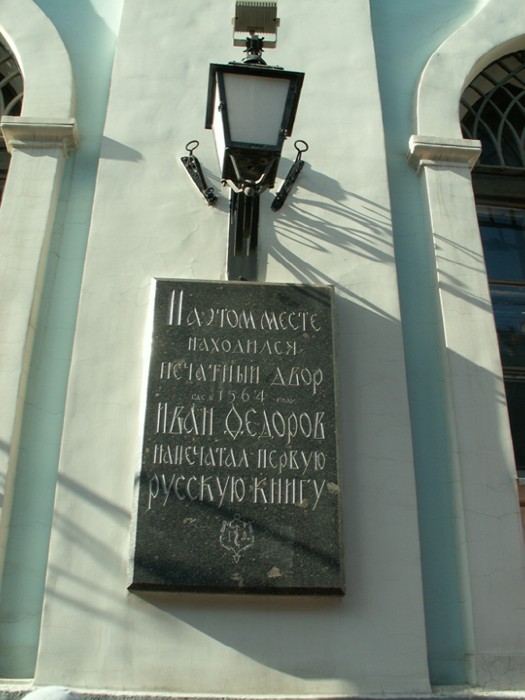 На этом месте
находился
печатный двор
где в 1564 году
Иван Федоров
напечатал первую
русскую книгу